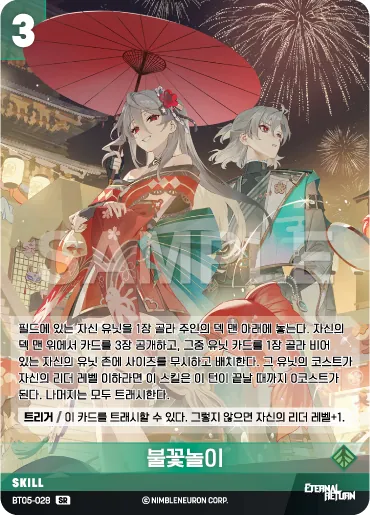 3
SAMPLE
필드에 있는 자신 유닛을 1장 골라 주인의 덱 맨 아래에 놓는다. 자신의
덱 맨 위에서 카드를 3장 공개하고, 그중 유닛 카드를 1장 골라 비어
있는 자신의 유닛 존에 사이즈를 무시하고 배치한다. 그 유닛의 코스트가
자신의 리더 레벨 이하라면 이 스킬은 이 턴이 끝날 때까지 0코스트가
된다. 나머지는 모두 트래시한다.
트리거 / 이 카드를 트래시할 수 있다. 그렇지 않으면 자신의 리더 레벨+1.
불꽃놀이
SKILL
BT05-028 SR ⓒ NIMBLENEURON CORP. ETERNAL RETURN